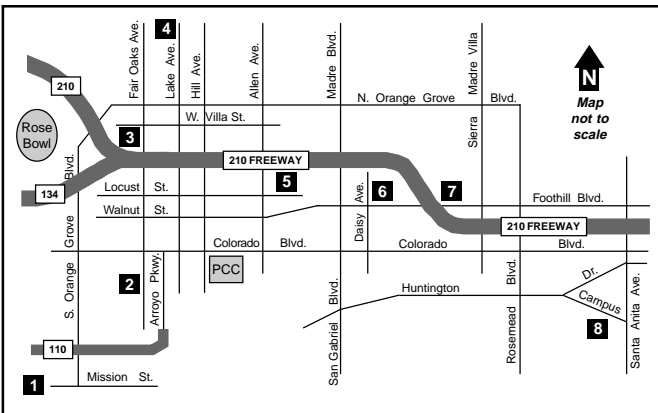 4
Fair Oaks Ave.
Lake Ave.
Hill Ave.
Allen Ave.
Madre Blvd.
Sierra Madre Villa
N
Map
not to
scale
210
N. Orange Grove Blvd.
W. Villa St.
Rose
Bowl
3
210 FREEWAY
134
Locust St.
5
6
7
Foothill Blvd.
Walnut St.
Daisy Ave.
210 FREEWAY
Colorado Blvd.
Colorado Blvd.
S. Orange Grove Blvd.
PCC
2
Arroyo Pkwy.
San Gabriel Blvd.
Huntington Dr.
Rosemead Blvd.
Campus
8
Santa Anita Ave.
110
1
Mission St.